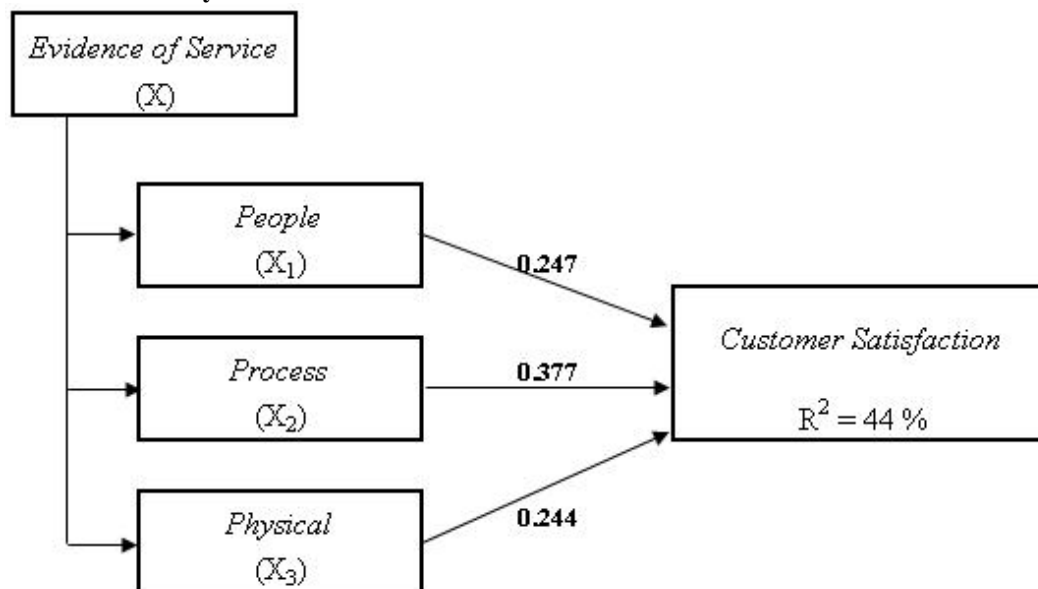 Evidence of Service
(X)
People
(X₁)
0.247
Process
(X₂)
0.377
Customer Satisfaction
R² = 44 %
Physical
(X₃)
0.244